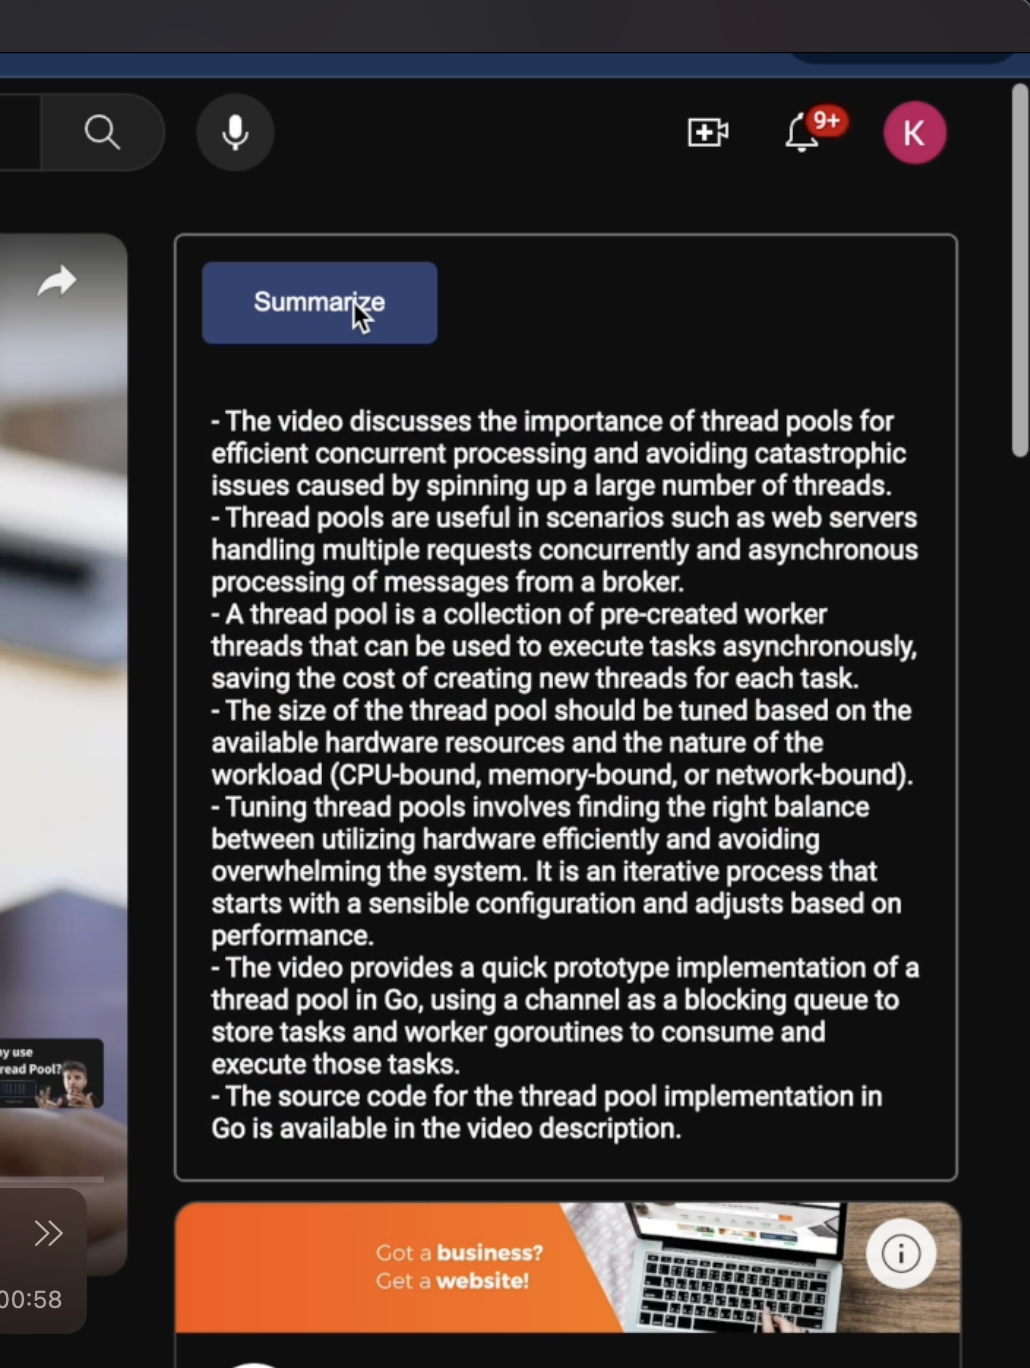 9+
K
Summarize
- The video discusses the importance of thread pools for
efficient concurrent processing and avoiding catastrophic
issues caused by spinning up a large number of threads.
- Thread pools are useful in scenarios such as web servers
handling multiple requests concurrently and asynchronous
processing of messages from a broker.
- A thread pool is a collection of pre-created worker
threads that can be used to execute tasks asynchronously,
saving the cost of creating new threads for each task.
- The size of the thread pool should be tuned based on the
available hardware resources and the nature of the
workload (CPU-bound, memory-bound, or network-bound).
- Tuning thread pools involves finding the right balance
between utilizing hardware efficiently and avoiding
overwhelming the system. It is an iterative process that
starts with a sensible configuration and adjusts based on
performance.
- The video provides a quick prototype implementation of a
thread pool in Go, using a channel as a blocking queue to
store tasks and worker goroutines to consume and
execute those tasks.
- The source code for the thread pool implementation in
Go is available in the video description.
use
Pool?
00:58
Got a business?
Get a website!